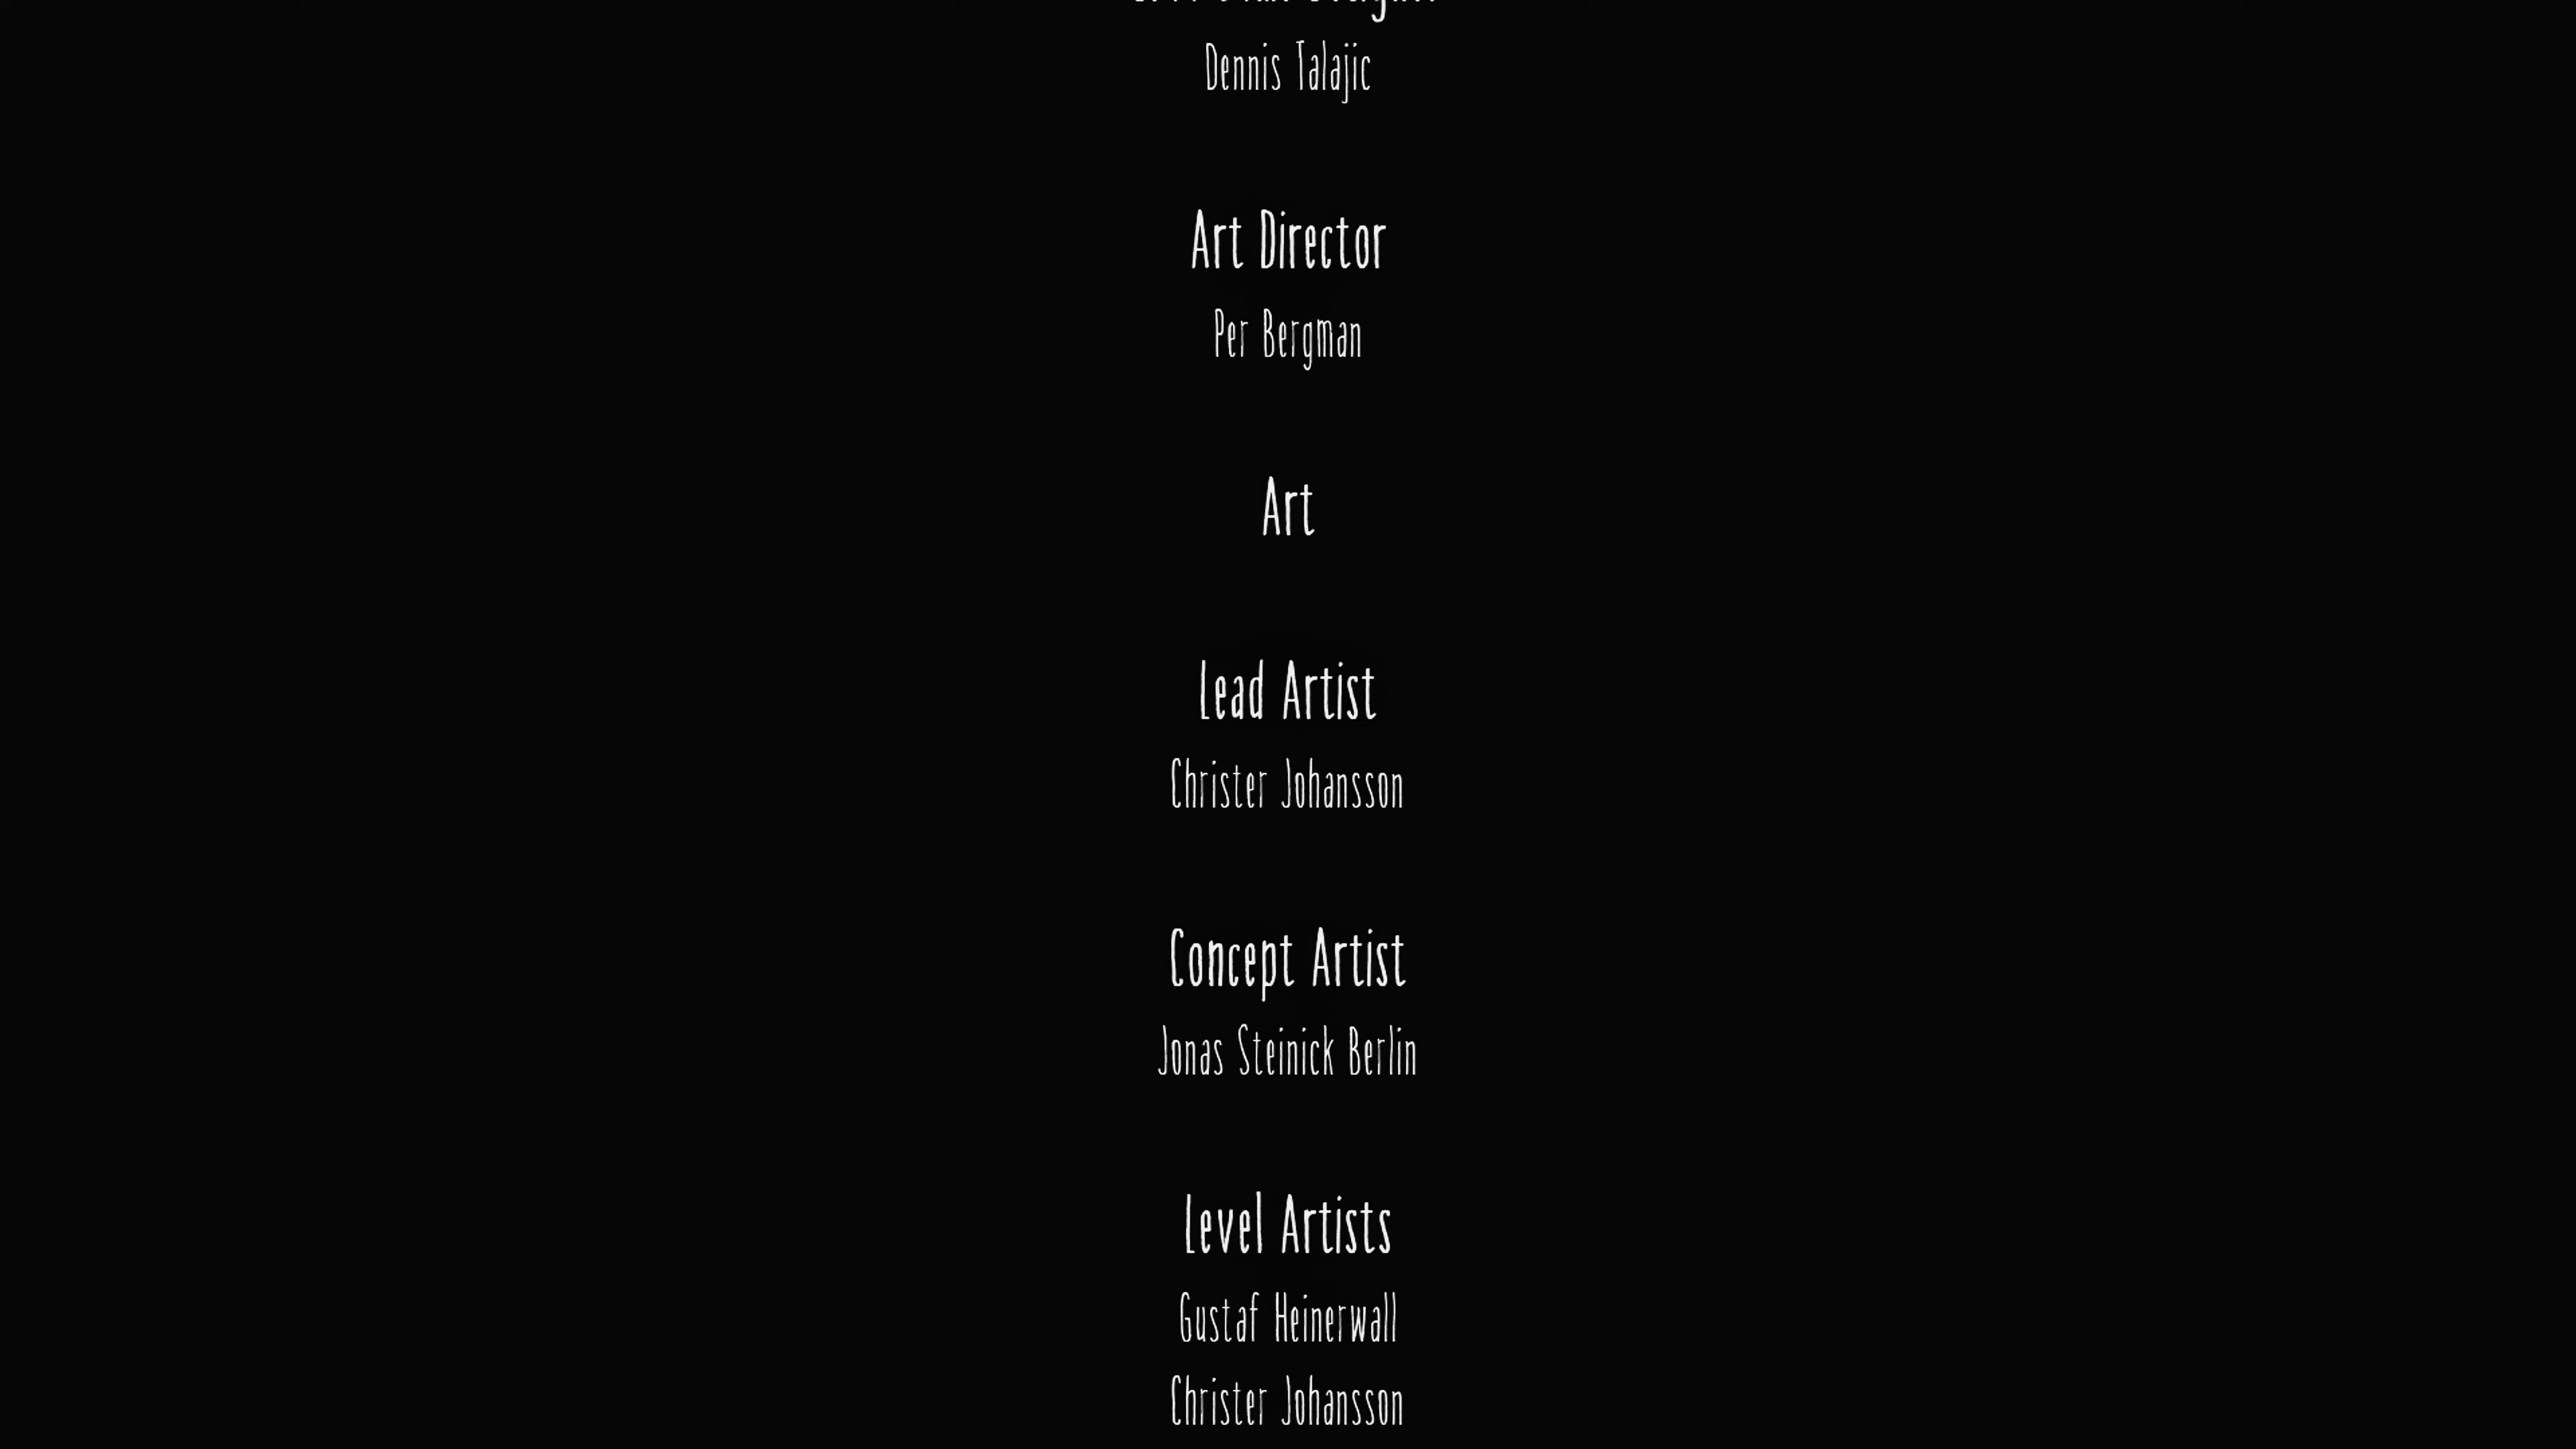 Dennis Talajic
Art Director
Per Bergman
Art
Lead Artist
Christer Johansson
Concept Artist
Jonas Steinick Berlin
Level Artists
Gustaf Heinerwall
Christer Johansson